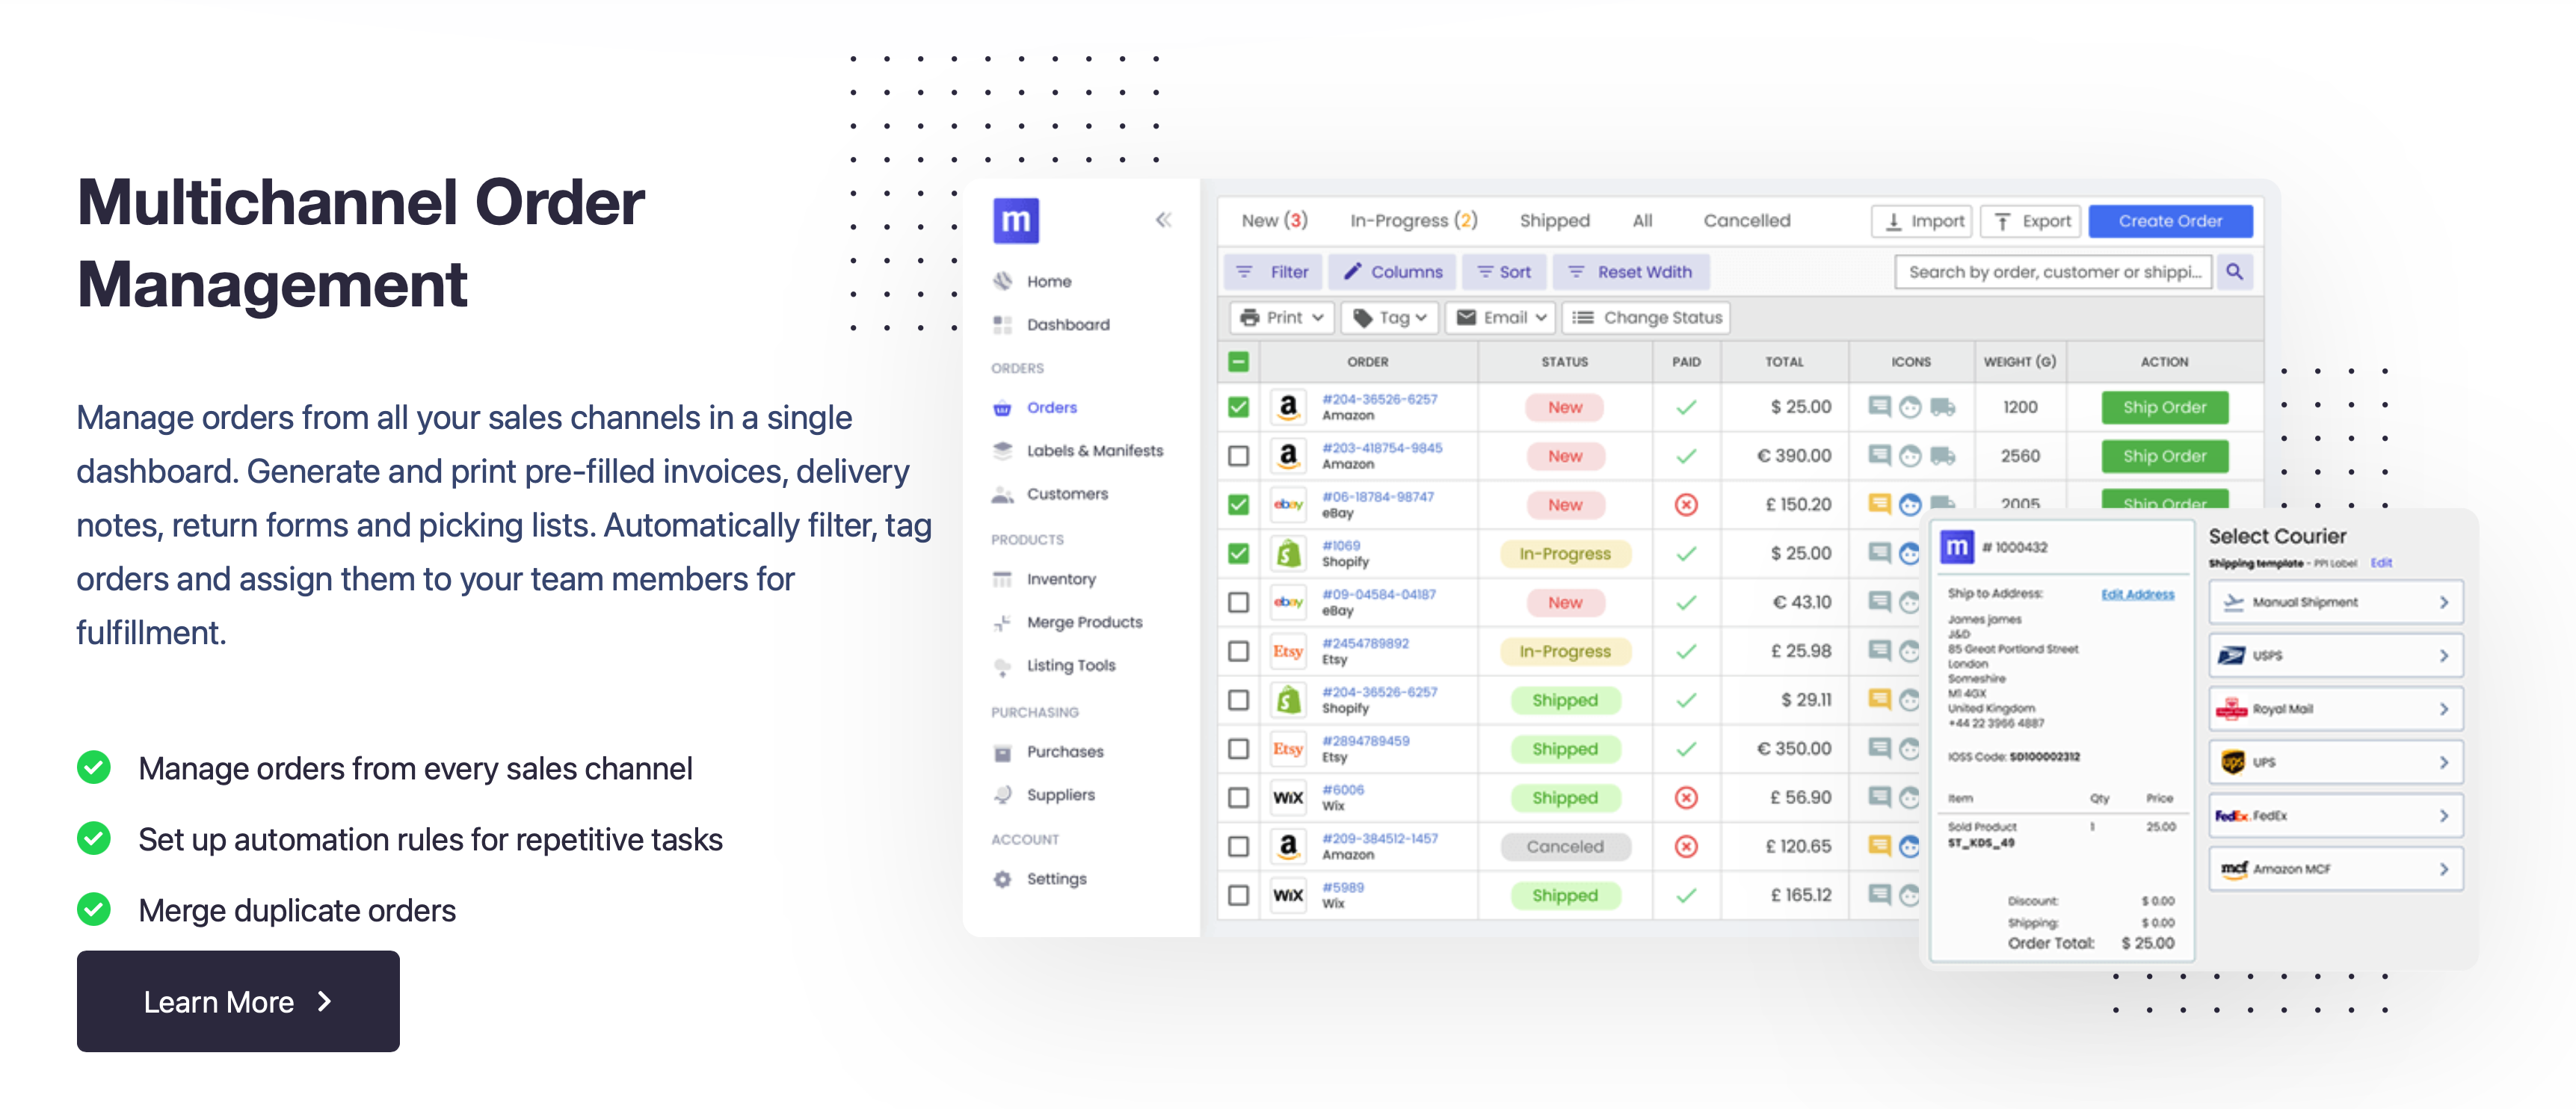 Multichannel Order
Management
Manage orders from all your sales channels in a single
dashboard. Generate and print pre-filled invoices, delivery
notes, return forms and picking lists. Automatically filter, tag
orders and assign them to your team members for
fulfillment.
Manage orders from every sales channel
Set up automation rules for repetitive tasks
Merge duplicate orders
Learn More
m
Home
Dashboard
ORDERS
Orders
Labels & Manifests
Customers
PRODUCTS
Inventory
Merge Products
Listing Tools
PURCHASING
Purchases
Suppliers
ACCOUNT
Settings
New (3) In-Progress (2) Shipped All Cancelled Import Export Create Order
Filter Columns Sort Reset Wdith Search by order, customer or shippi...
Print Tag Email Change Status
ORDER STATUS PAID TOTAL ICONS WEIGHT (G) ACTION
a #204-36526-6257 New $ 25.00 1200 Ship Order
Amazon
a #203-418754-9845 New € 390.00 2560 Ship Order
Amazon
ebay #06-18784-98747 New £ 150.20 2005 Ship Order
eBay
#1069 In-Progress $ 25.00
Shopify
ebay #09-04584-04187 New € 43.10
eBay
Etsy #2454789892 In-Progress £ 25.98
Etsy
#204-36526-6257 Shipped $ 29.11
Shopify
Etsy #2894789459 Shipped € 350.00
Etsy
WiX #6006 Shipped £ 56.90
Wix
a #209-384512-1457 Canceled £ 120.65
Amazon
WiX #5989 Shipped £ 165.12
Wix
m # 1000432
Ship to Address: Edit Address
James james
J&D
85 Great Portland Street
London
Someshire
M1 4GX
United Kingdom
+44 22 3966 4887
IOSS Code: SD100002312
Item Qty Price
Sold Product 1 25.00
ST_KDS_49
Discount: $ 0.00
Shipping: $ 0.00
Order Total: $ 25.00
Select Courier
Shipping template - PPI Label Edit
Manual Shipment
USPS
Royal Mail
ups UPS
FedEx. FedEx
mcf Amazon MCF